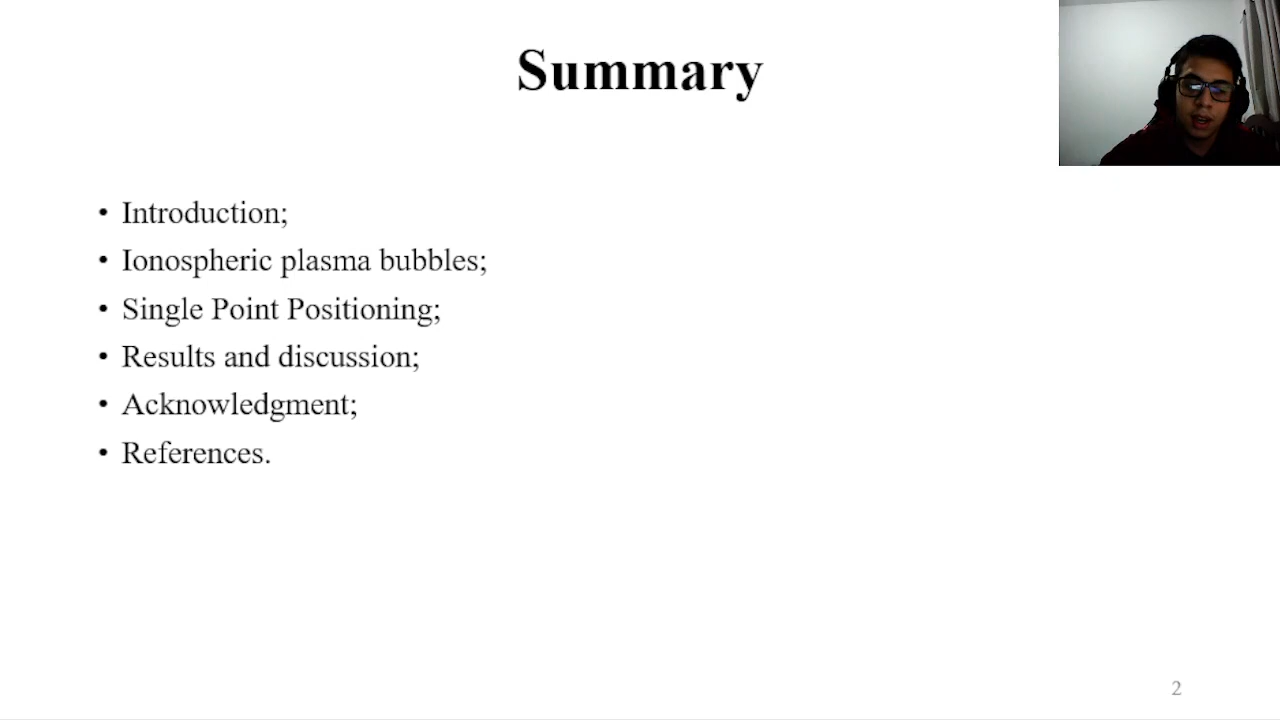 Summary
• Introduction;
• Ionospheric plasma bubbles;
• Single Point Positioning;
• Results and discussion;
• Acknowledgment;
• References.
2